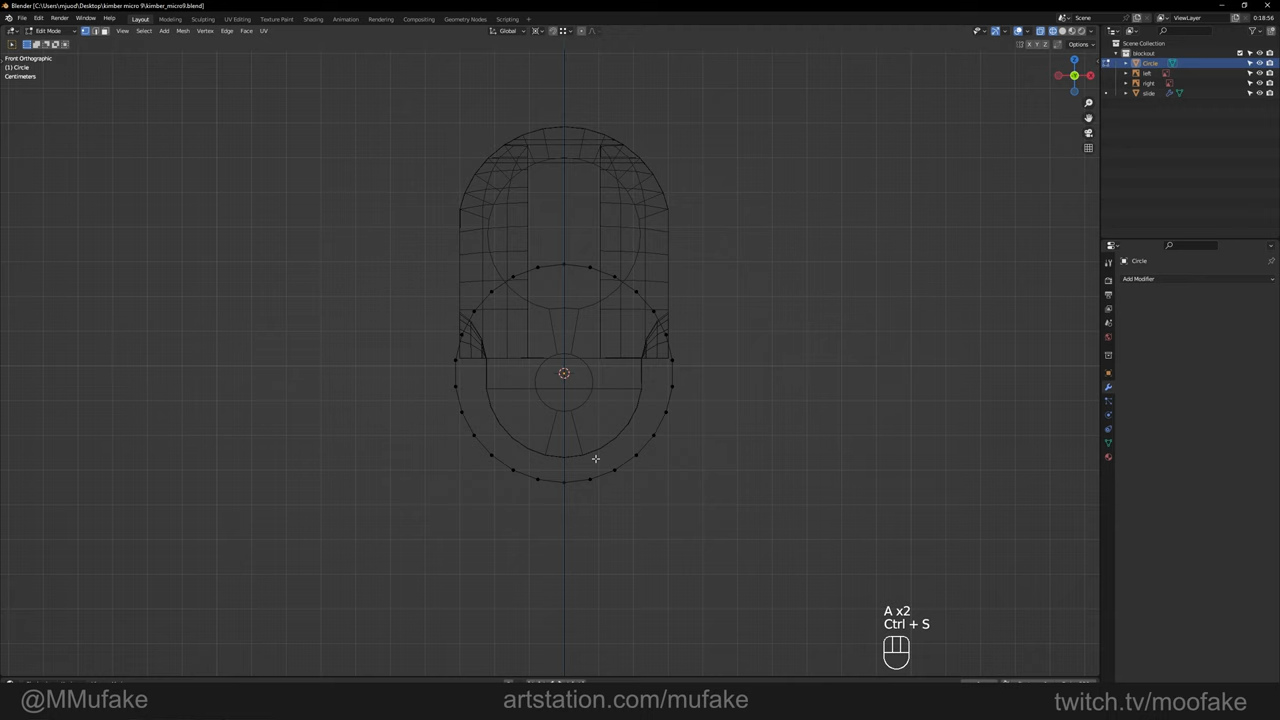 Blender [C:\Users\mjuod\Desktop\kimber micro 9\kimber_micro9.blend]
File Edit Render Window Help Layout Modeling Sculpting UV Editing Texture Paint Shading Animation Rendering Compositing Geometry Nodes Scripting Scene ViewLayer
Edit Mode View Select Add Mesh Vertex Edge Face UV Global
0:18:56
X Y Z Options
Front Orthographic
(1) Circle
Centimeters
Scene Collection
blockout
Circle
left
right
slide
Z
X
-Y
Circle
Add Modifier
A x2
Ctrl + S
@MMufake artstation.com/mufake twitch.tv/moofake